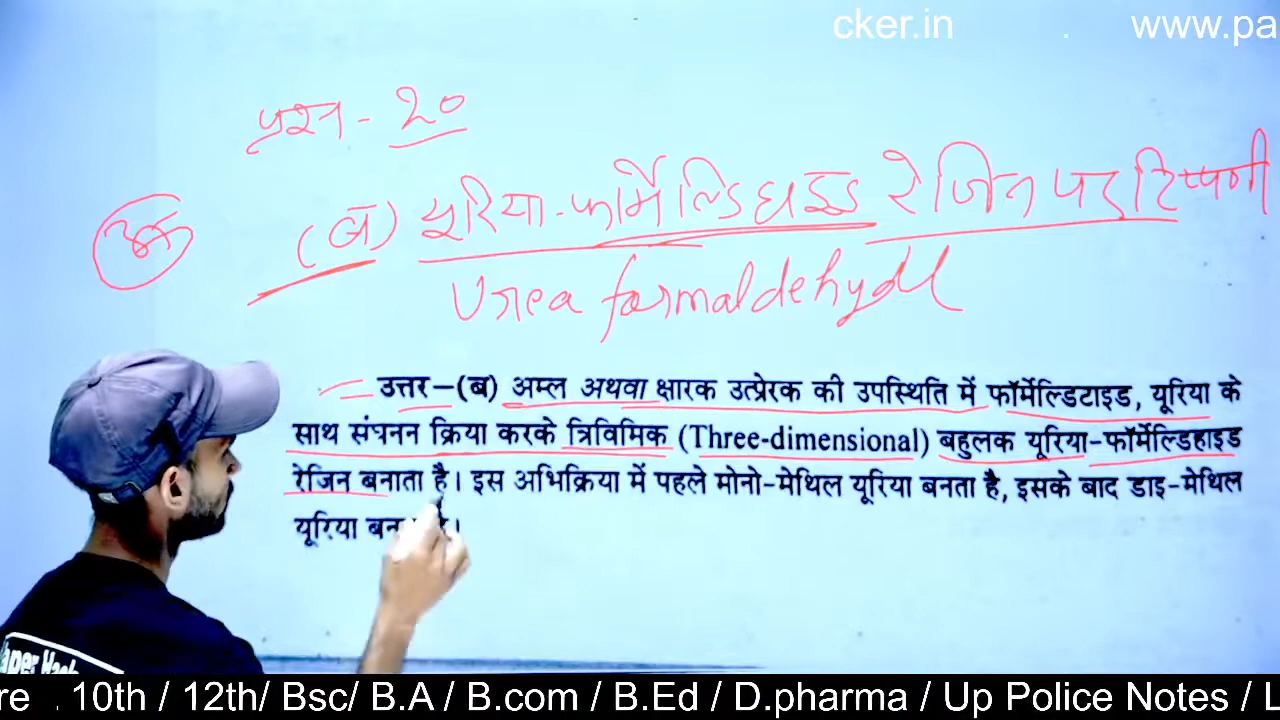 cker.in . www.pa
प्रश्न - 20
(ब) यूरिया-फॉर्मेल्डिहाइड रेजिन पर टिप्पणी
Urea formaldehyde
उत्तर–(ब) अम्ल अथवा क्षारक उत्प्रेरक की उपस्थिति में फॉर्मेल्डिटाइड, यूरिया के
साथ संघनन क्रिया करके त्रिविमिक (Three-dimensional) बहुलक यूरिया-फॉर्मेल्डिहाइड
रेजिन बनाता है। इस अभिक्रिया में पहले मोनो-मेथिल यूरिया बनता है, इसके बाद डाइ-मेथिल
यूरिया
re . 10th / 12th/ Bsc/ B.A / B.com / B.Ed / D.pharma / Up Police Notes / L